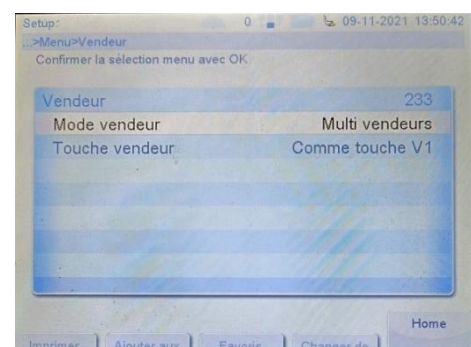 Setup: 0 09-11-2021 13:50:42
...>Menu>Vendeur
Confirmer la sélection menu avec OK
Vendeur 233
Mode vendeur Multi vendeurs
Touche vendeur Comme touche V1
Home
Imprimer Ajouter aux Favoris Changer de